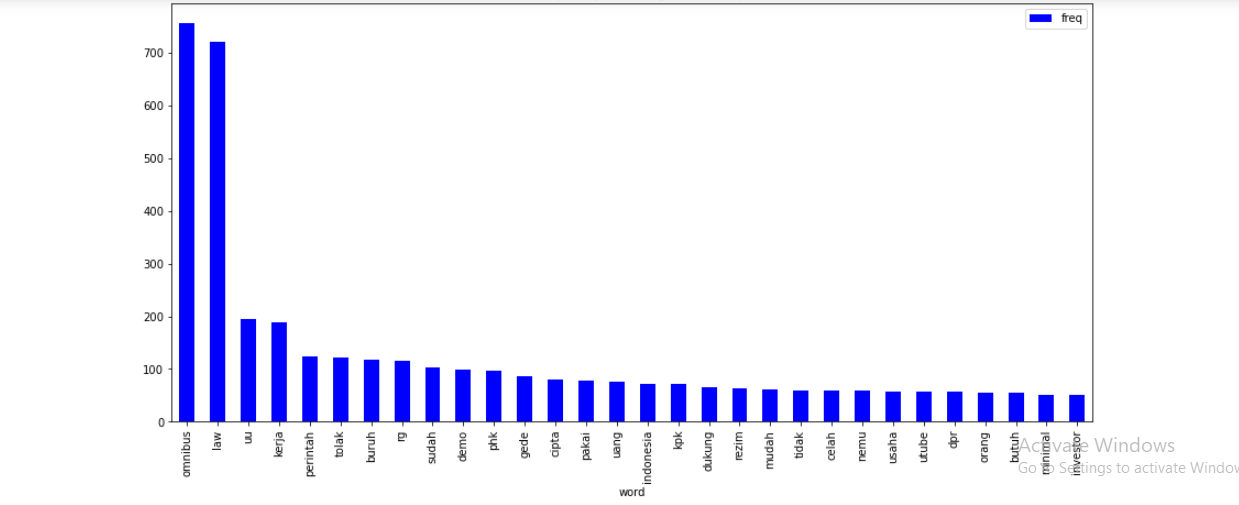 freq
700
600
500
400
300
200
100
0
omnibus
law
uu
kerja
perintah
tolak
buruh
rg
sudah
demo
phk
gede
cipta
pakai
uang
indonesia
kpk
dukung
rezim
mudah
tidak
celah
nemu
usaha
utube
dpr
orang
butuh
minimal
investor
word
Activate Windows
Go to Settings to activate Window